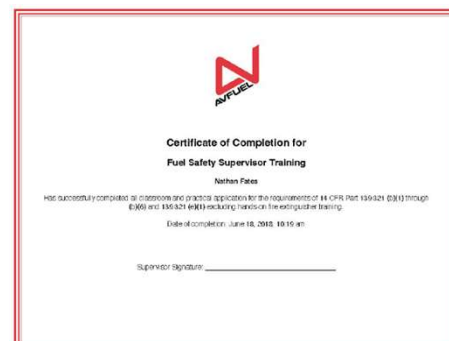 AVFUEL
Certificate of Completion for
Fuel Safety Supervisor Training
Nathan Fates
Has successfully completed all classroom and practical application for the requirements of 14 CFR Part 139.321 (b)(1) through
(b)(6) and 139.321 (e)(1) excluding hands-on fire extinguisher training.
Date of completion: June 18, 2018, 10:19 am
Supervisor Signature: